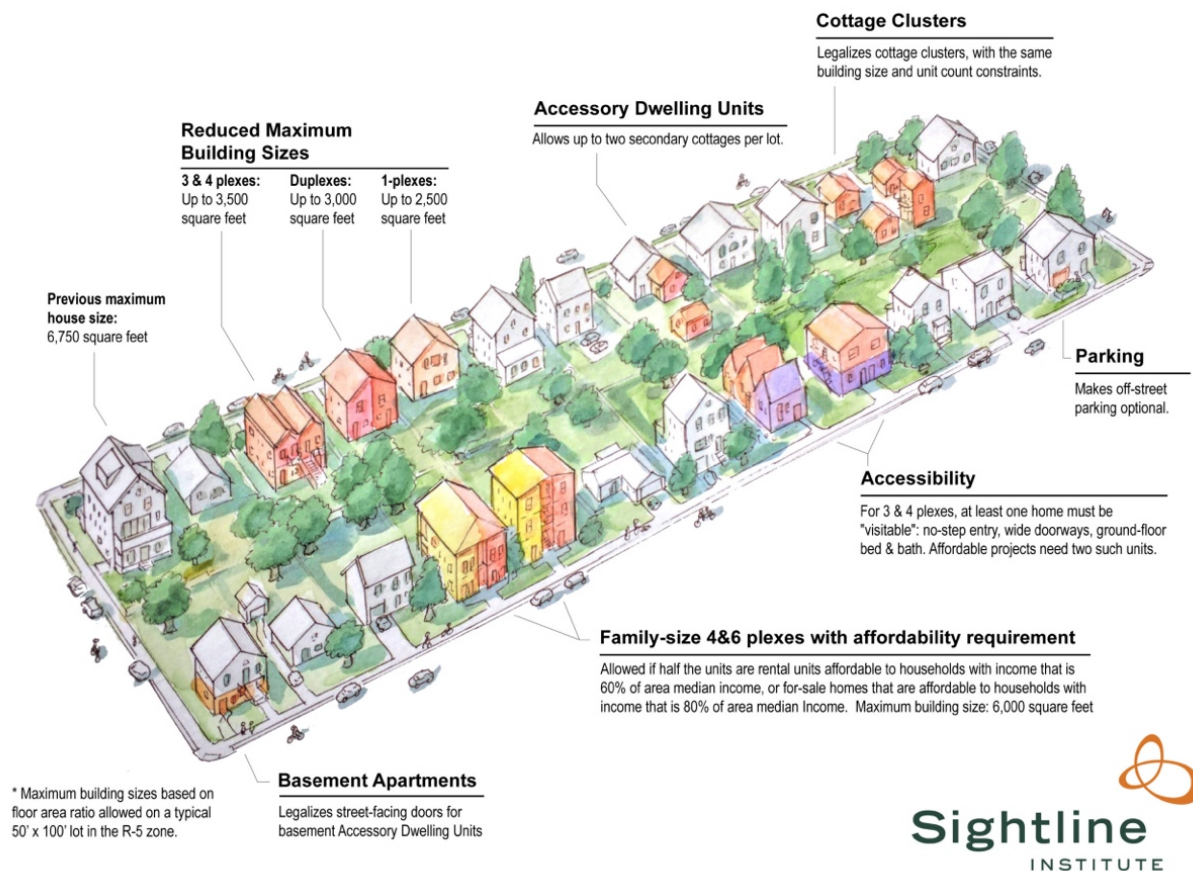 Cottage Clusters
Legalizes cottage clusters, with the same
building size and unit count constraints.
Accessory Dwelling Units
Allows up to two secondary cottages per lot.
Reduced Maximum
Building Sizes
3 & 4 plexes:
Up to 3,500
square feet
Duplexes:
Up to 3,000
square feet
1-plexes:
Up to 2,500
square feet
Previous maximum
house size:
6,750 square feet
Parking
Makes off-street
parking optional.
Accessibility
For 3 & 4 plexes, at least one home must be
"visitable": no-step entry, wide doorways, ground-floor
bed & bath. Affordable projects need two such units.
Family-size 4&6 plexes with affordability requirement
Allowed if half the units are rental units affordable to households with income that is
60% of area median income, or for-sale homes that are affordable to households with
income that is 80% of area median Income. Maximum building size: 6,000 square feet
Basement Apartments
Legalizes street-facing doors for
basement Accessory Dwelling Units
* Maximum building sizes based on
floor area ratio allowed on a typical
50' x 100' lot in the R-5 zone.
Sightline
INSTITUTE